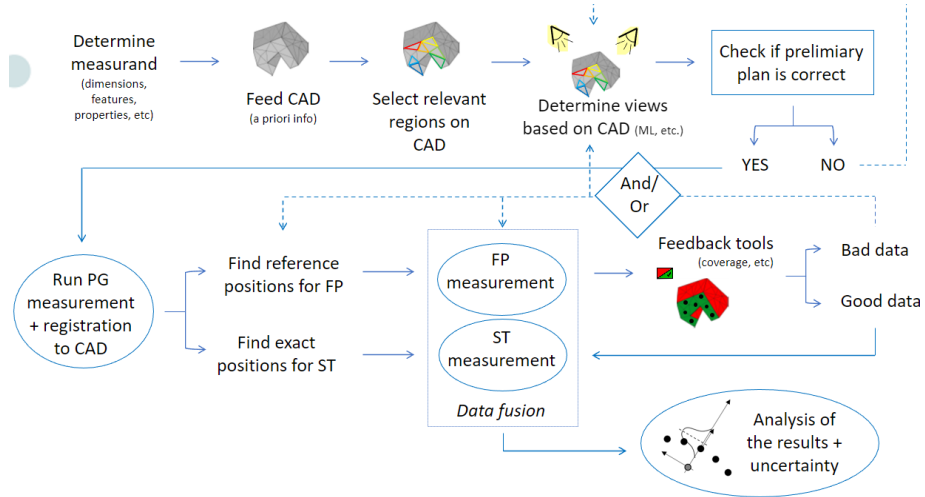 Determine
measurand
(dimensions,
features,
properties, etc)
Feed CAD
(a priori info)
Select relevant
regions on
CAD
Determine views
based on CAD (ML, etc.)
Check if prelimiary
plan is correct
YES
NO
And/
Or
Run PG
measurement
+ registration
to CAD
Find reference
positions for FP
Find exact
positions for ST
FP
measurement
ST
measurement
Data fusion
Feedback tools
(coverage, etc)
Bad data
Good data
Analysis of
the results +
uncertainty